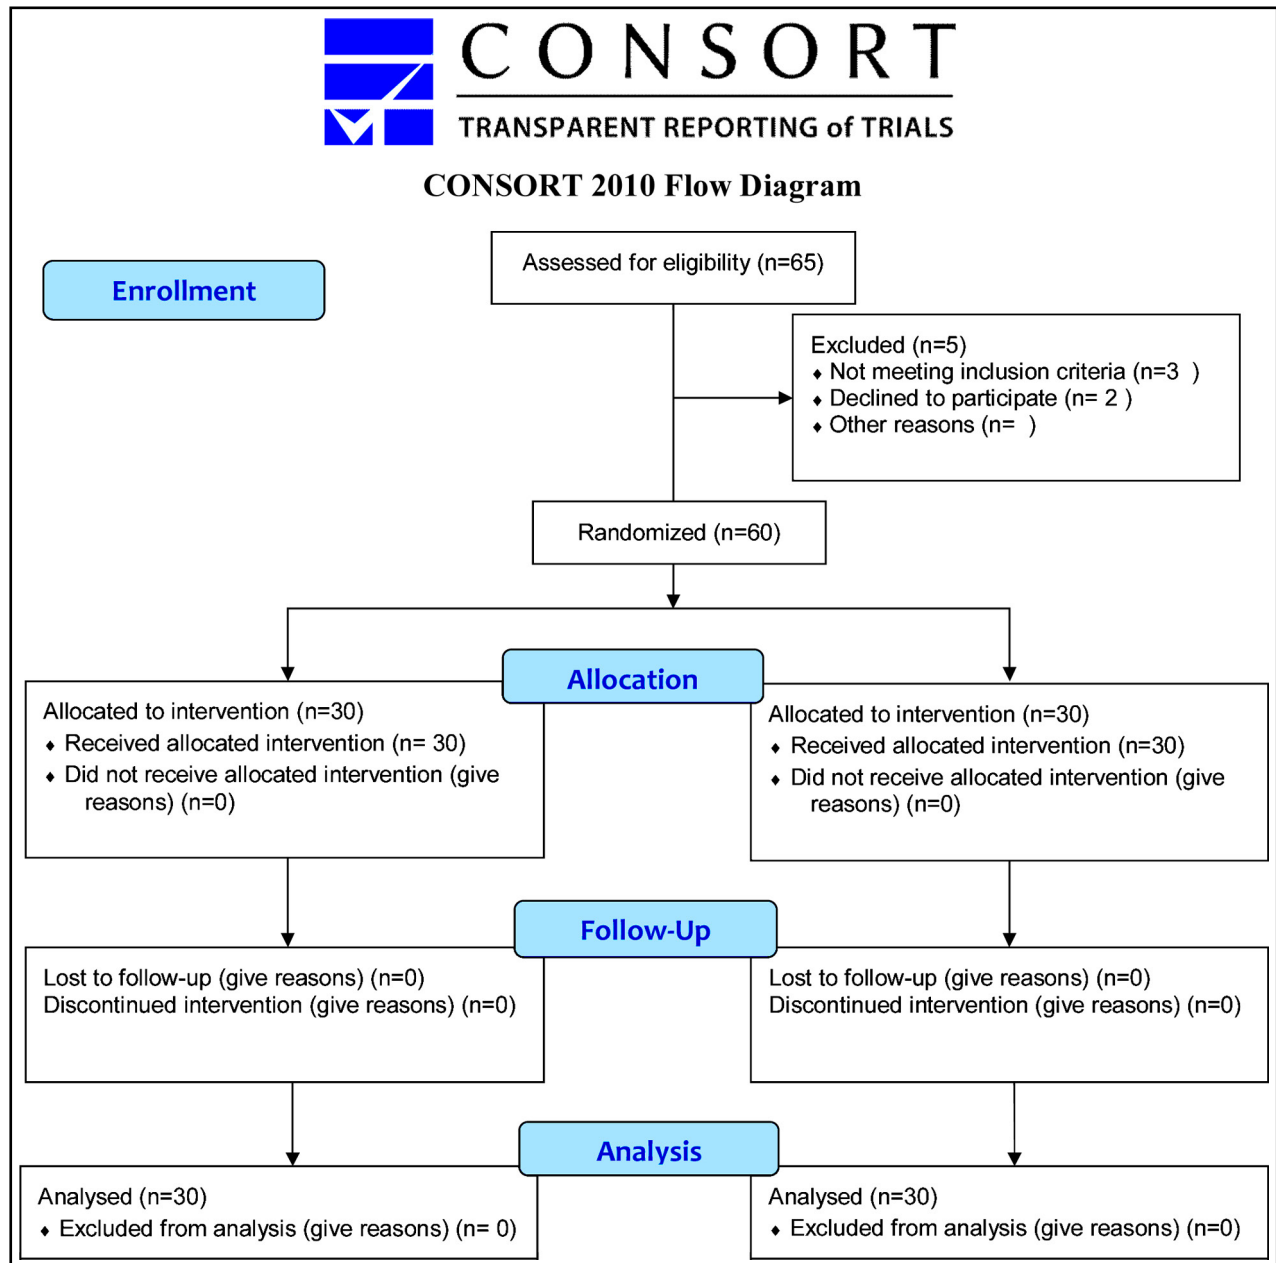 CONSORT
TRANSPARENT REPORTING of TRIALS
CONSORT 2010 Flow Diagram
Assessed for eligibility (n=65)
Enrollment
Excluded (n=5)
♦ Not meeting inclusion criteria (n=3  )
♦ Declined to participate (n= 2 )
♦ Other reasons (n=  )
Randomized (n=60)
Allocation
Allocated to intervention (n=30)
♦ Received allocated intervention (n= 30)
♦ Did not receive allocated intervention (give
reasons) (n=0)
Allocated to intervention (n=30)
♦ Received allocated intervention (n=30)
♦ Did not receive allocated intervention (give
reasons) (n=0)
Follow-Up
Lost to follow-up (give reasons) (n=0)
Discontinued intervention (give reasons) (n=0)
Lost to follow-up (give reasons) (n=0)
Discontinued intervention (give reasons) (n=0)
Analysis
Analysed (n=30)
♦ Excluded from analysis (give reasons) (n= 0)
Analysed (n=30)
♦ Excluded from analysis (give reasons) (n=0)